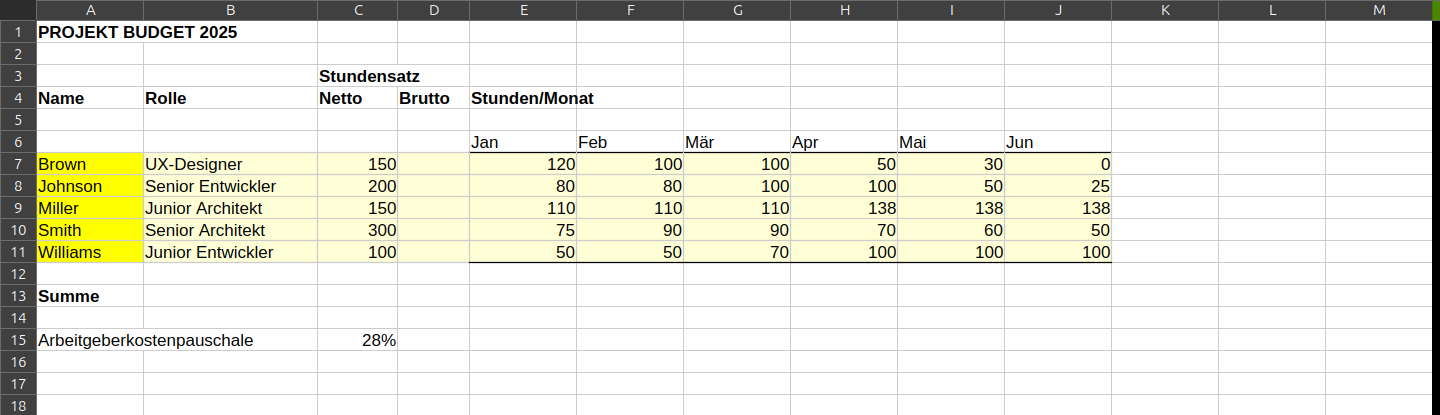 A B C D E F G H I J K L M
1 PROJEKT BUDGET 2025
2
3 Stundensatz
4 Name Rolle Netto Brutto Stunden/Monat
5
6 Jan Feb Mär Apr Mai Jun
7 Brown UX-Designer 150 120 100 100 50 30 0
8 Johnson Senior Entwickler 200 80 80 100 100 50 25
9 Miller Junior Architekt 150 110 110 110 138 138 138
10 Smith Senior Architekt 300 75 90 90 70 60 50
11 Williams Junior Entwickler 100 50 50 70 100 100 100
12
13 Summe
14
15 Arbeitgeberkostenpauschale 28%
16
17
18